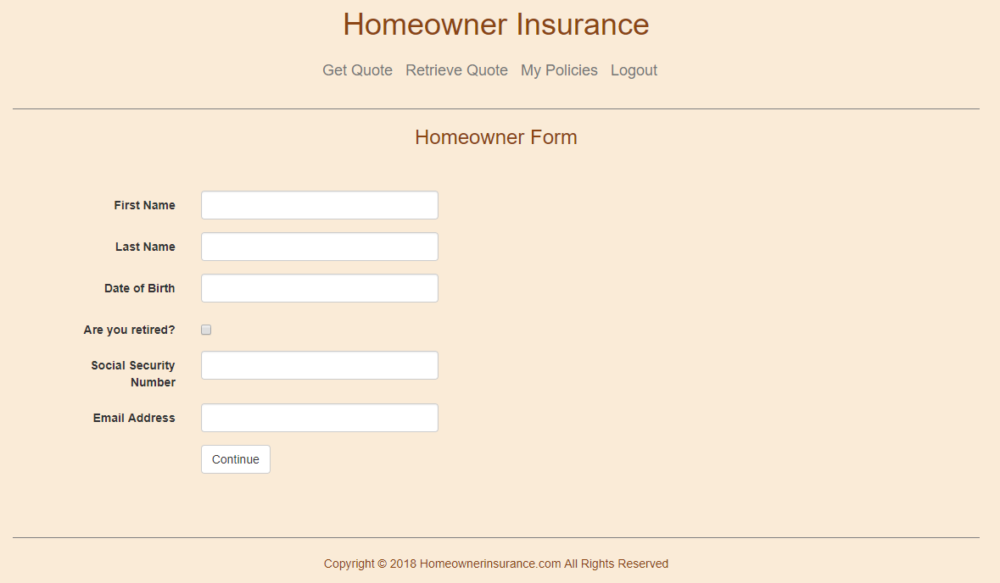 Homeowner Insurance
Get Quote Retrieve Quote My Policies Logout
Homeowner Form
First Name
Last Name
Date of Birth
Are you retired?
Social Security
Number
Email Address
Continue
Copyright © 2018 Homeownerinsurance.com All Rights Reserved